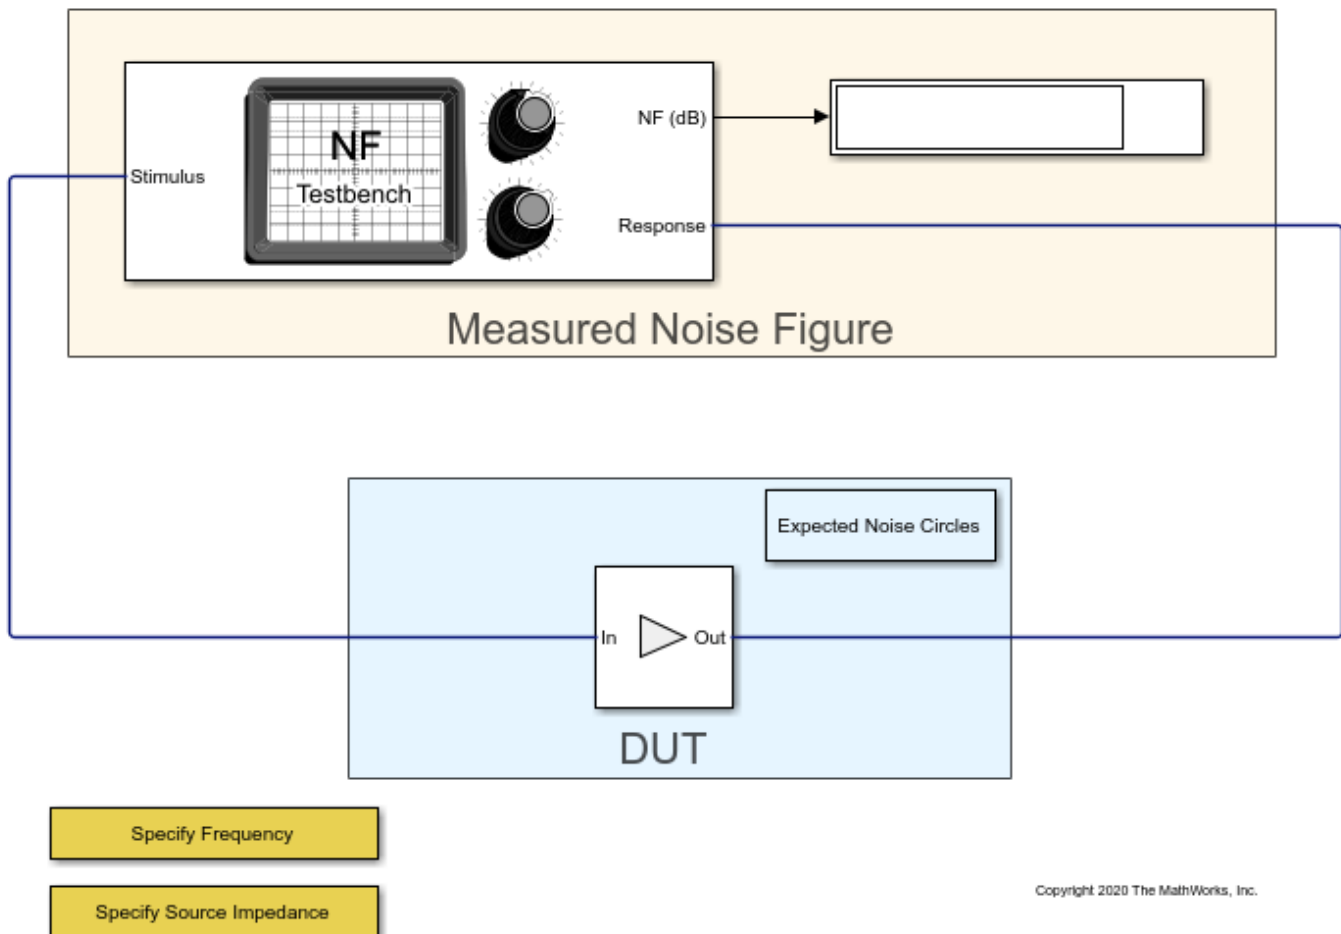 NF (dB)
NF
Testbench
Stimulus
Response
Measured Noise Figure
Expected Noise Circles
In
Out
DUT
Specify Frequency
Specify Source Impedance
Copyright 2020 The MathWorks, Inc.